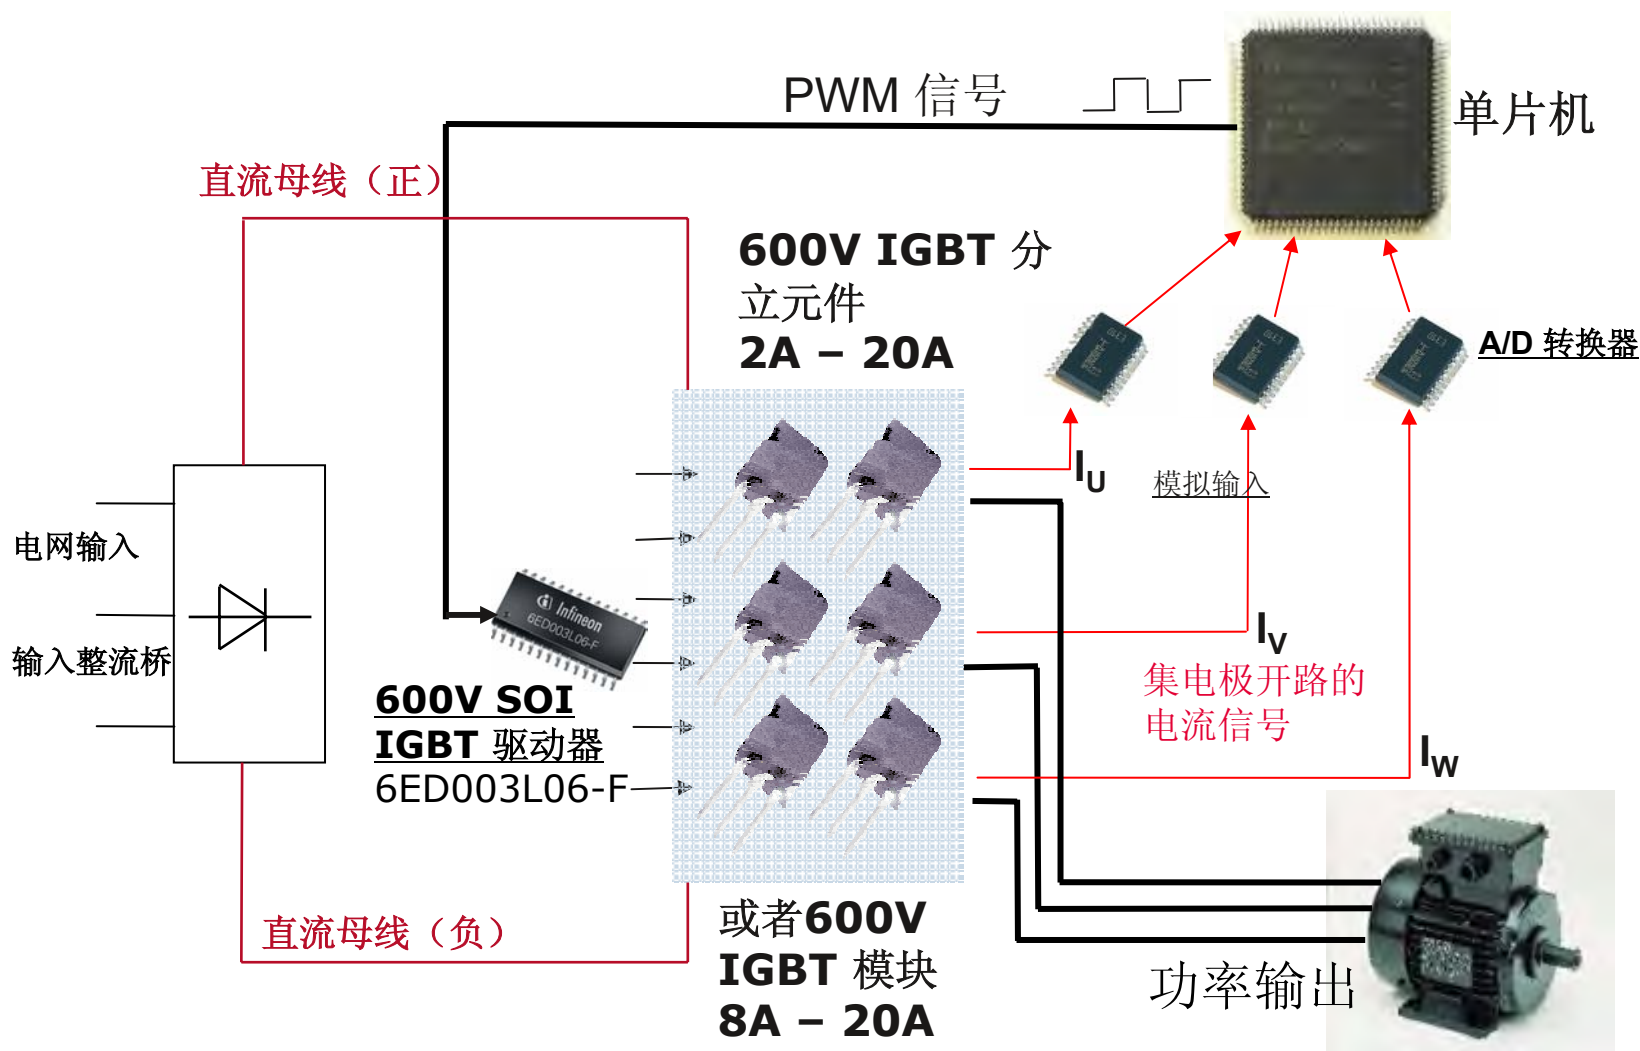 PWM 信号
单片机
直流母线（正）
600V IGBT 分
立元件
2A – 20A
A/D 转换器
IU
模拟输入
电网输入
Infineon
6ED003L06-F
IV
输入整流桥
集电极开路的
电流信号
600V SOI
IGBT 驱动器
6ED003L06-F
IW
直流母线（负）
或者600V
IGBT 模块
8A – 20A
功率输出